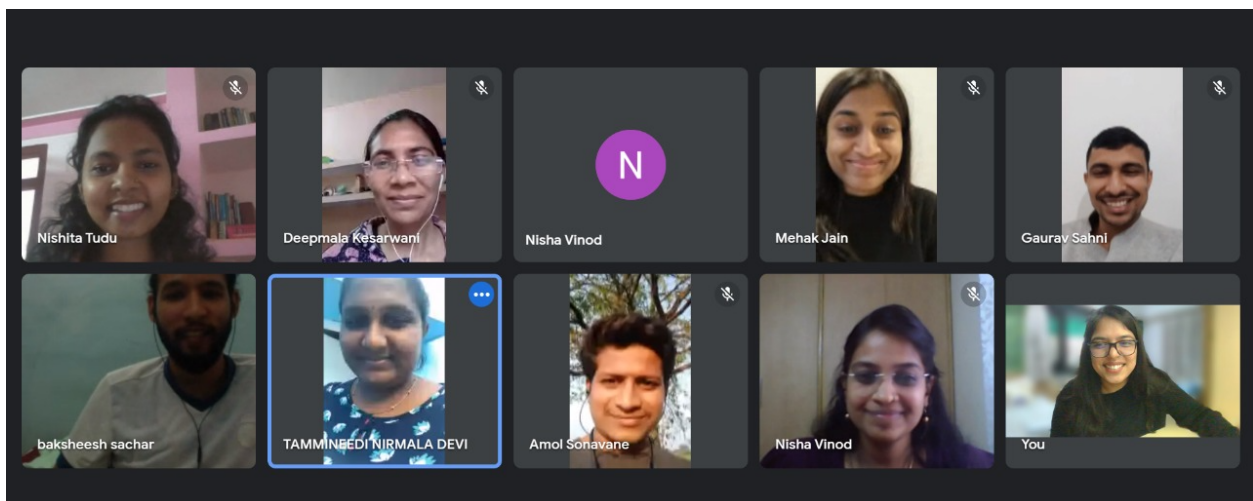 Nishita Tudu
Deepmala Kesarwani
N
Nisha Vinod
Mehak Jain
Gaurav Sahni
baksheesh sachar
TAMMINEEDI NIRMALA DEVI
Amol Sonavane
Nisha Vinod
You